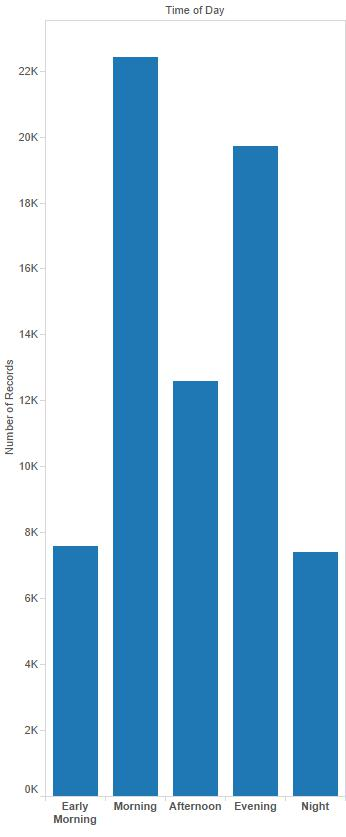 Time of Day
Number of Records
22K
20K
18K
16K
14K
12K
10K
8K
6K
4K
2K
0K
Early
Morning
Morning
Afternoon
Evening
Night